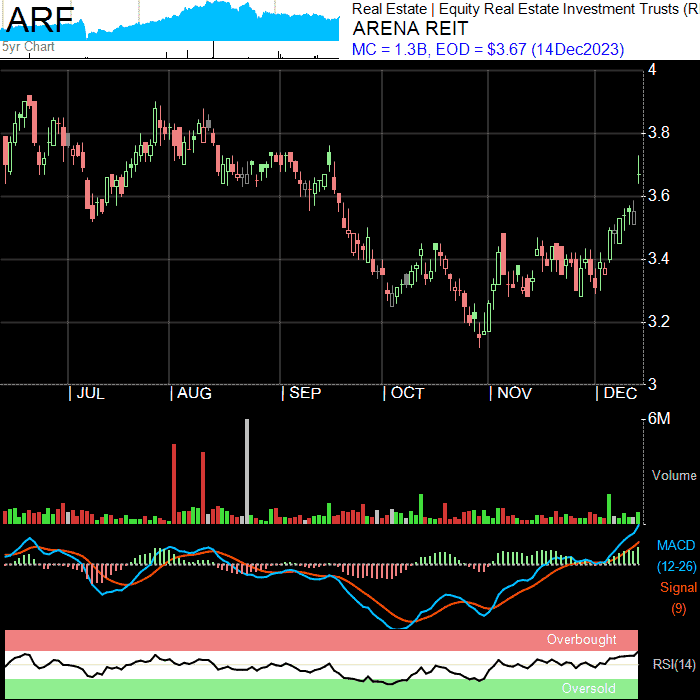 ARF
5yr Chart
Real Estate | Equity Real Estate Investment Trusts (R
ARENA REIT
MC = 1.3B, EOD = $3.67 (14Dec2023)
4
3.8
3.6
3.4
3.2
3
| JUL | AUG | SEP | OCT | NOV | DEC
6M
Volume
MACD
(12-26)
Signal
(9)
Overbought
RSI(14)
Oversold